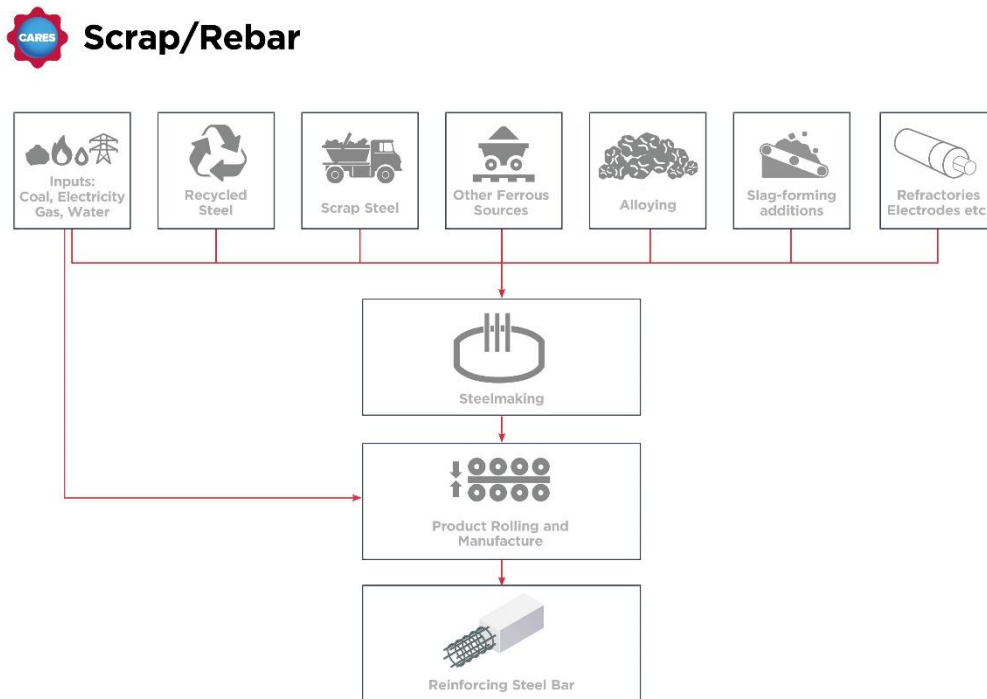 CARES
Scrap/Rebar
Inputs:
Coal, Electricity
Gas, Water
Recycled
Steel
Scrap Steel
Other Ferrous
Sources
Alloying
Slag-forming
additions
Refractories
Electrodes etc
Steelmaking
Product Rolling and
Manufacture
Reinforcing Steel Bar